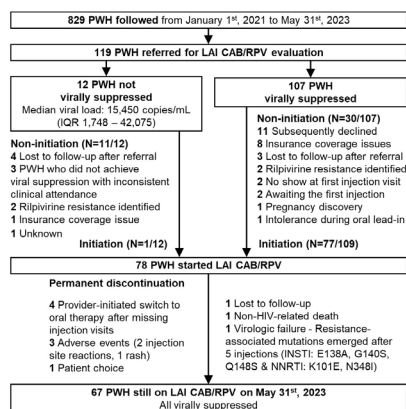 829 PWH followed from January 1st, 2021 to May 31st, 2023
119 PWH referred for LAI CAB/RPV evaluation
12 PWH not
virally suppressed
Median viral load: 15,450 copies/mL
(IQR 1,748 – 42,075)
107 PWH
virally suppressed
Non-initiation (N=11/12)
4 Lost to follow-up after referral
3 PWH who did not achieve
viral suppression with inconsistent
clinical attendance
2 Rilpivirine resistance identified
1 Insurance coverage issue
1 Unknown
Non-initiation (N=30/107)
11 Subsequently declined
8 Insurance coverage issues
3 Lost to follow-up after referral
2 Rilpivirine resistance identified
2 No show at first injection visit
2 Awaiting the first injection
1 Pregnancy discovery
1 Intolerance during oral lead-in
Initiation (N=1/12)
Initiation (N=77/109)
78 PWH started LAI CAB/RPV
Permanent discontinuation
4 Provider-initiated switch to
oral therapy after missing
injection visits
3 Adverse events (2 injection
site reactions, 1 rash)
1 Patient choice
1 Lost to follow-up
1 Non-HIV-related death
1 Virologic failure - Resistance-
associated mutations emerged after
5 injections (INSTI: E138A, G140S,
Q148S & NNRTI: K101E, N348I)
67 PWH still on LAI CAB/RPV on May 31st, 2023
All virally suppressed